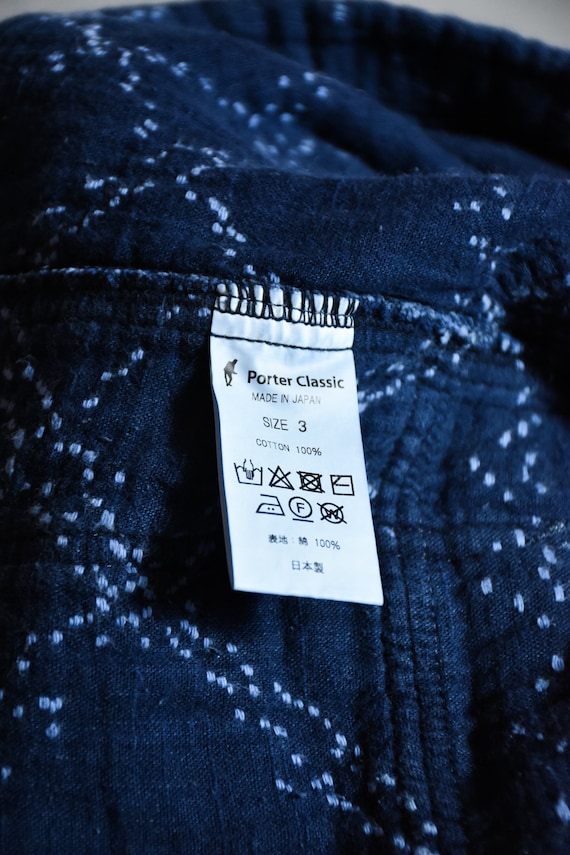 Porter Classic
MADE IN JAPAN
SIZE 3
COTTON 100%
F
W
表地:綿 100%
日本製